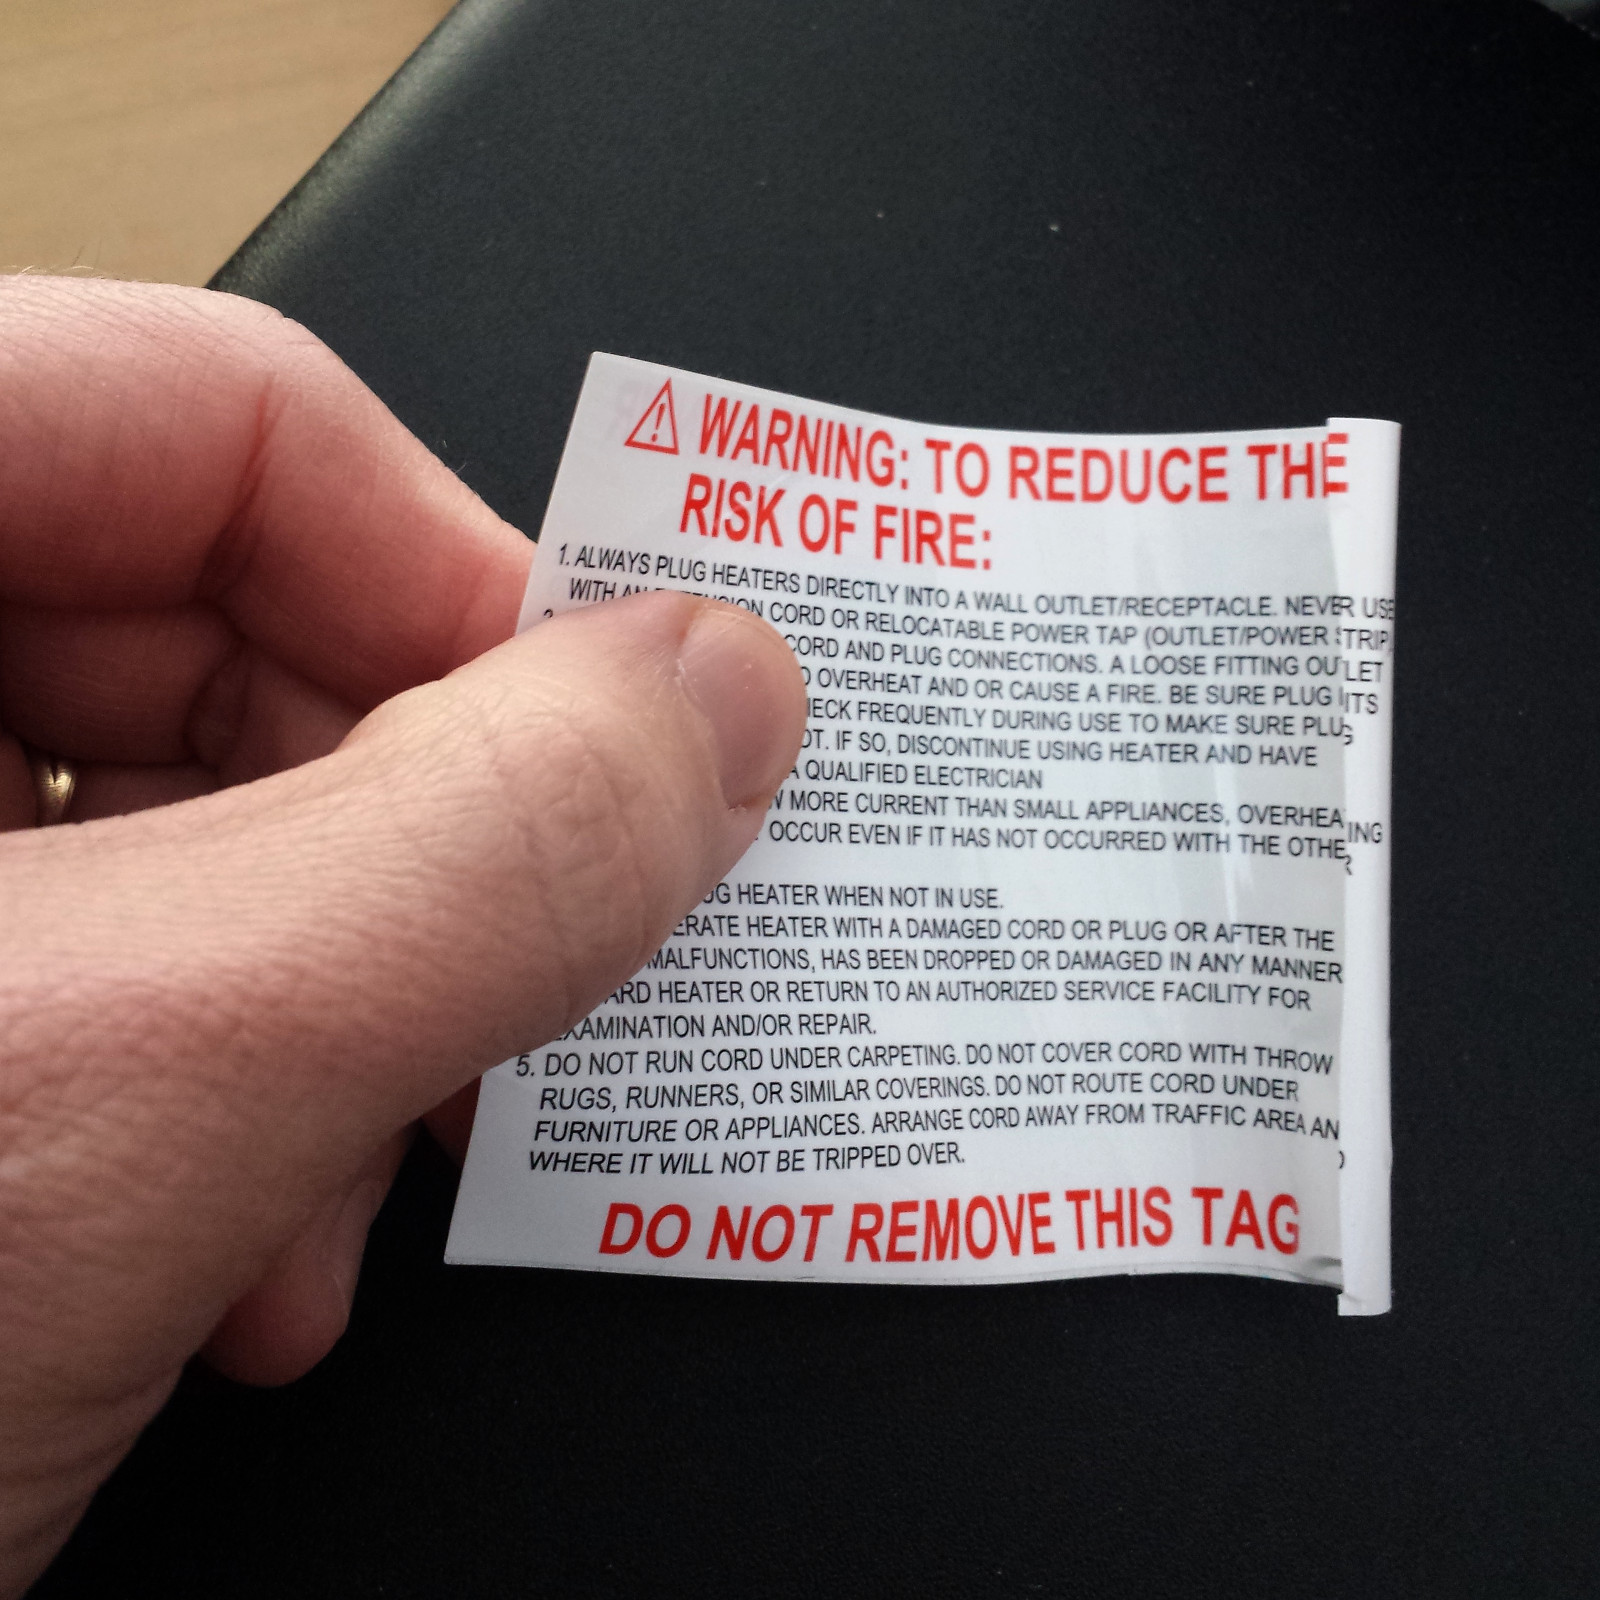 WARNING: TO REDUCE THE
RISK OF FIRE:
1. ALWAYS PLUG HEATERS DIRECTLY INTO A WALL OUTLET/RECEPTACLE. NEVER USE
WITH AN EXTENSION CORD OR RELOCATABLE POWER TAP (OUTLET/POWER STRIP
CORD AND PLUG CONNECTIONS. A LOOSE FITTING OUTLET
OVERHEAT AND OR CAUSE A FIRE. BE SURE PLUG
FREQUENTLY DURING USE TO MAKE SURE PLUG
IF SO, DISCONTINUE USING HEATER AND HAVE
A QUALIFIED ELECTRICIAN
MORE CURRENT THAN SMALL APPLIANCES, OVERHEATING
OCCUR EVEN IF IT HAS NOT OCCURRED WITH THE OTHER
HEATER WHEN NOT IN USE.
HEATER WITH A DAMAGED CORD OR PLUG OR AFTER THE
MALFUNCTIONS, HAS BEEN DROPPED OR DAMAGED IN ANY MANNER
HEATER OR RETURN TO AN AUTHORIZED SERVICE FACILITY FOR
EXAMINATION AND/OR REPAIR.
5. DO NOT RUN CORD UNDER CARPETING. DO NOT COVER CORD WITH THROW
RUGS, RUNNERS, OR SIMILAR COVERINGS. DO NOT ROUTE CORD UNDER
FURNITURE OR APPLIANCES. ARRANGE CORD AWAY FROM TRAFFIC AREA AND
WHERE IT WILL NOT BE TRIPPED OVER.
DO NOT REMOVE THIS TAG